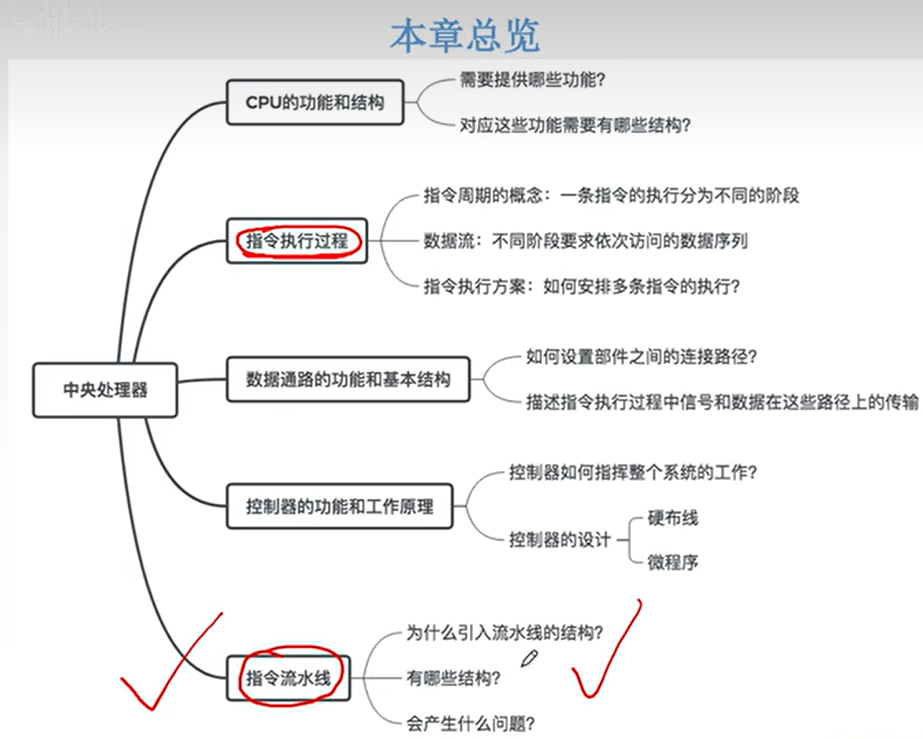 本章总览
CPU的功能和结构
需要提供哪些功能?
对应这些功能需要有哪些结构?
指令执行过程
指令周期的概念：一条指令的执行分为不同的阶段
数据流：不同阶段要求依次访问的数据序列
指令执行方案：如何安排多条指令的执行?
中央处理器
数据通路的功能和基本结构
如何设置部件之间的连接路径?
描述指令执行过程中信号和数据在这些路径上的传输
控制器的功能和工作原理
控制器如何指挥整个系统的工作?
控制器的设计
硬布线
微程序
指令流水线
为什么引入流水线的结构?
有哪些结构?
会产生什么问题?